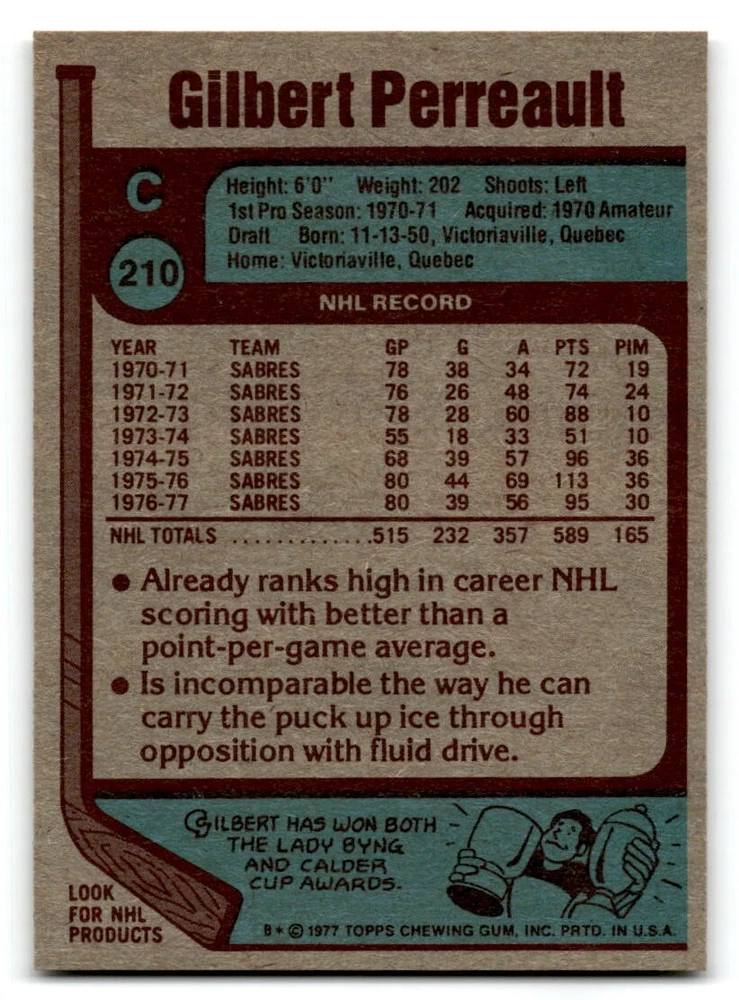 Gilbert Perreault
C
Height: 6'0" Weight: 202 Shoots: Left
1st Pro Season: 1970-71 Acquired: 1970 Amateur
Draft Born: 11-13-50, Victoriaville, Quebec
Home: Victoriaville, Quebec
210
NHL RECORD
YEAR TEAM GP G A PTS PIM
1970-71 SABRES 78 38 34 72 19
1971-72 SABRES 76 26 48 74 24
1972-73 SABRES 78 28 60 88 10
1973-74 SABRES 55 18 33 51 10
1974-75 SABRES 68 39 57 96 36
1975-76 SABRES 80 44 69 113 36
1976-77 SABRES 80 39 56 95 30
NHL TOTALS .............515 232 357 589 165
• Already ranks high in career NHL
scoring with better than a
point-per-game average.
• Is incomparable the way he can
carry the puck up ice through
opposition with fluid drive.
GILBERT HAS WON BOTH
THE LADY BYNG
AND CALDER
CUP AWARDS.
LOOK
FOR NHL
PRODUCTS
B* © 1977 TOPPS CHEWING GUM, INC. PRTD. IN U.S.A.